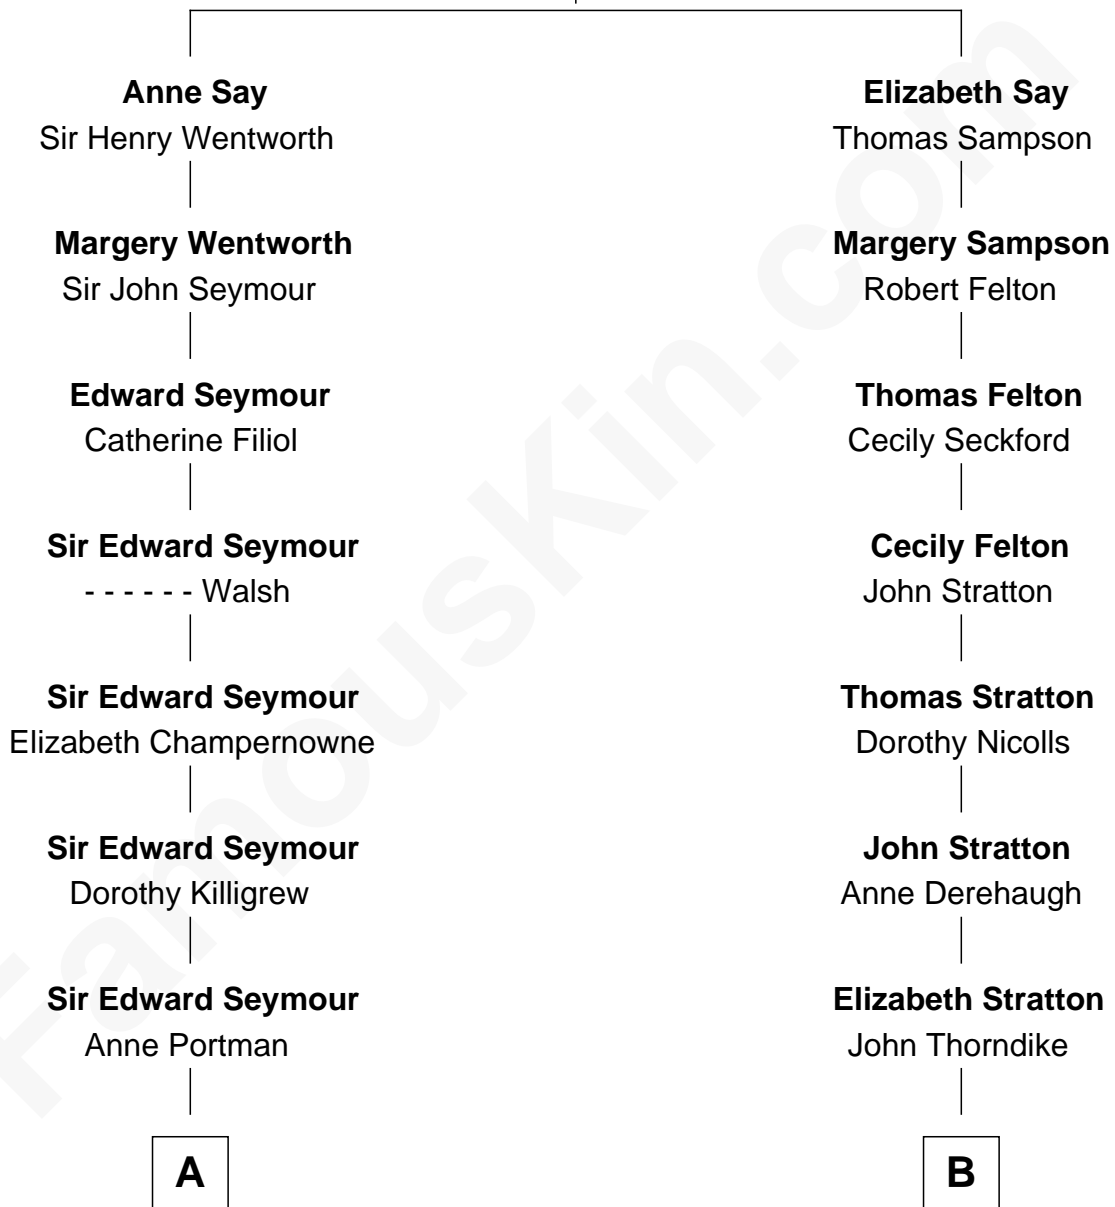 Anne Say
Sir Henry Wentworth
Margery Wentworth
Sir John Seymour
Edward Seymour
Catherine Filiol
Sir Edward Seymour
- - - - - - Walsh
Sir Edward Seymour
Elizabeth Champernowne
Sir Edward Seymour
Dorothy Killigrew
Sir Edward Seymour
Anne Portman
A
Elizabeth Say
Thomas Sampson
Margery Sampson
Robert Felton
Thomas Felton
Cecily Seckford
Cecily Felton
John Stratton
Thomas Stratton
Dorothy Nicolls
John Stratton
Anne Derehaugh
Elizabeth Stratton
John Thorndike
B
FamousKin.com